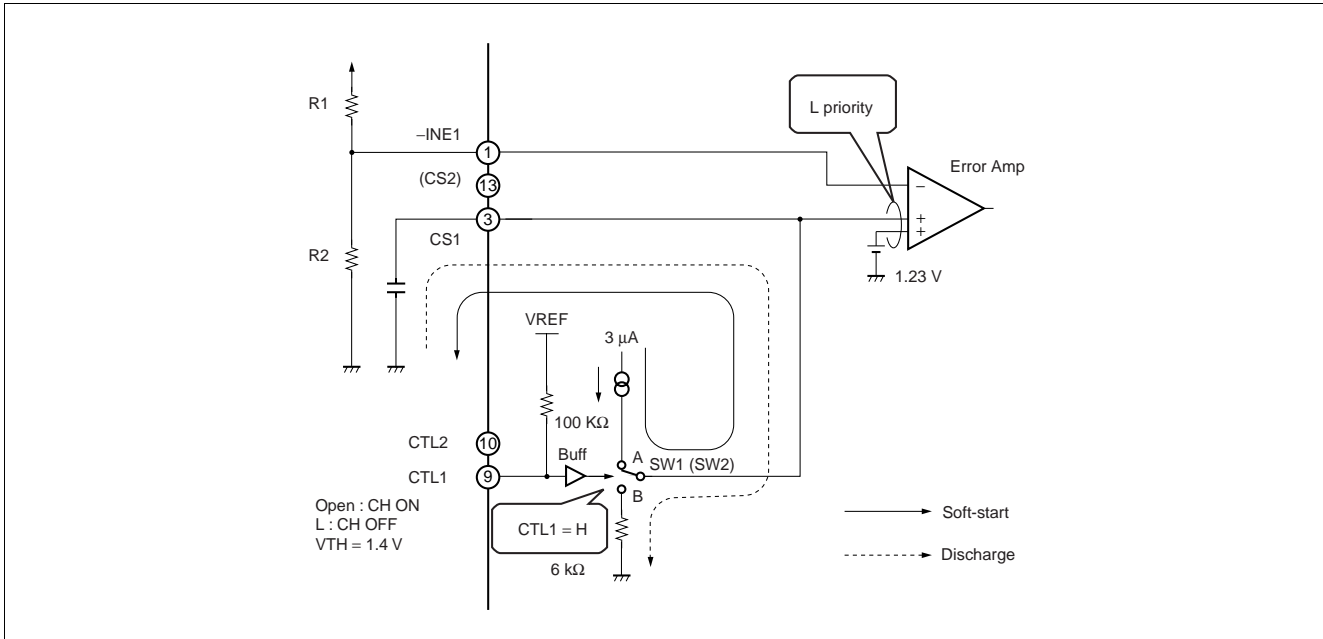 L priority
R1
–INE1
1
Error Amp
(CS2)
13
–
3
+
+
CS1
R2
1.23 V
VREF
3 μA
100 KΩ
CTL2
10
A
Buff
SW1 (SW2)
CTL1
9
B
Open : CH ON
L : CH OFF
VTH = 1.4 V
CTL1 = H
6 kΩ
Soft-start
Discharge